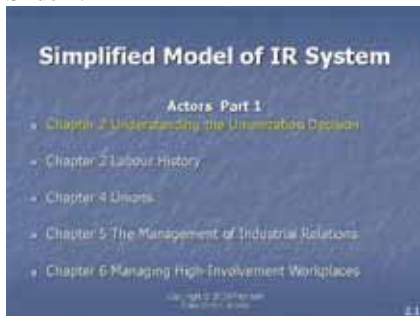 Simplified Model of IR System
Actors Part 1
Chapter 2 Understanding the Unionization Decision
Chapter 3 Labour History
Chapter 4 Unions
Chapter 5 The Management of Industrial Relations
Chapter 6 Managing High-Involvement Workplaces